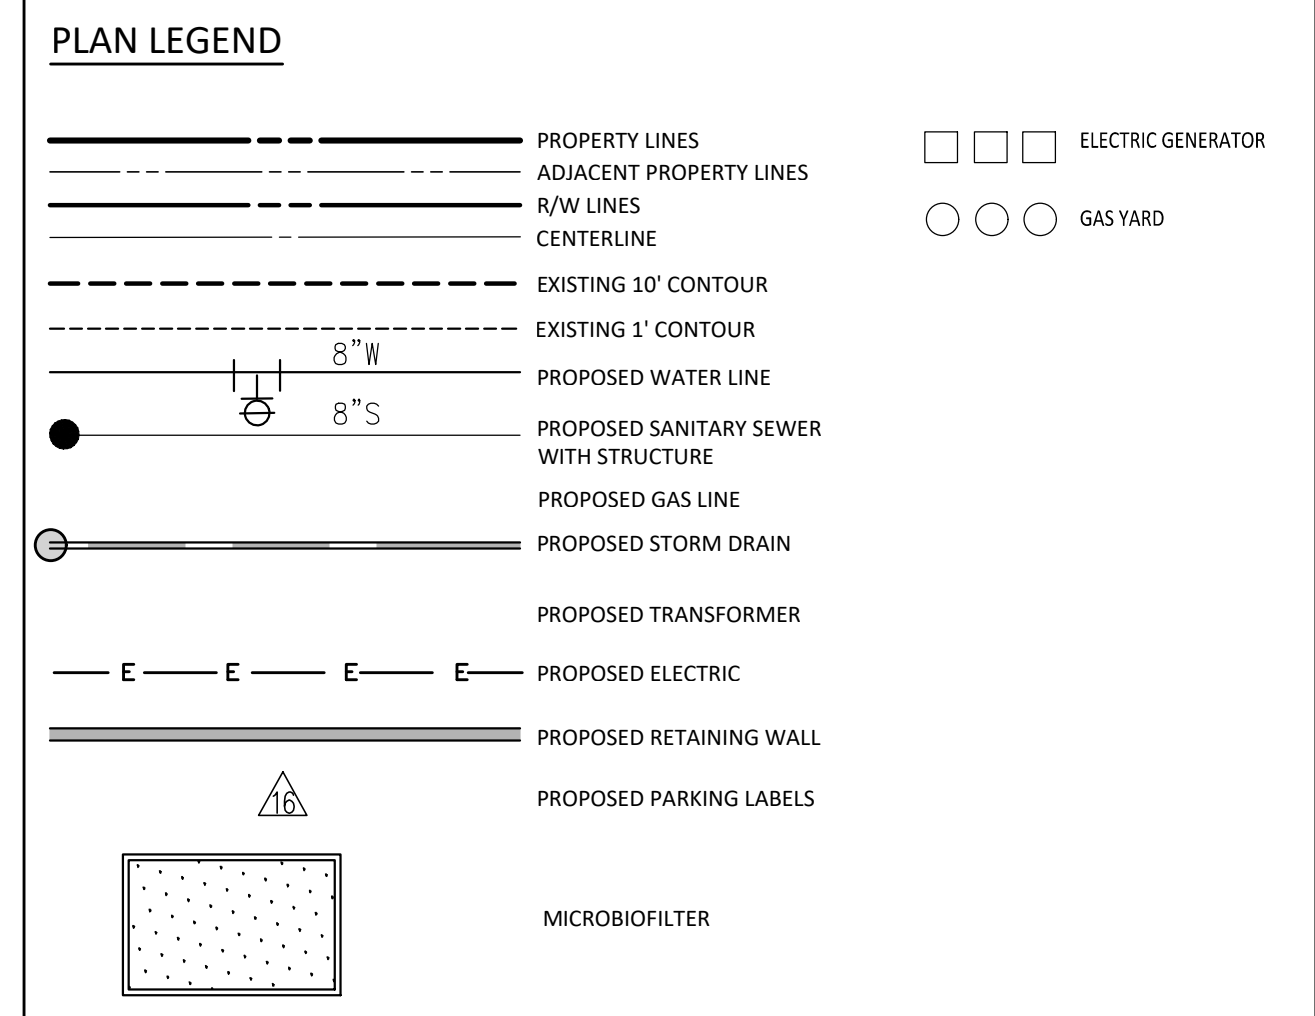 PLAN LEGEND
PROPERTY LINES
ADJACENT PROPERTY LINES
R/W LINES
CENTERLINE
EXISTING 10' CONTOUR
EXISTING 1' CONTOUR
8”W
PROPOSED WATER LINE
8”S
PROPOSED SANITARY SEWER
WITH STRUCTURE
PROPOSED GAS LINE
PROPOSED STORM DRAIN
PROPOSED TRANSFORMER
E E E E PROPOSED ELECTRIC
PROPOSED RETAINING WALL
16 PROPOSED PARKING LABELS
MICROBIOFILTER
ELECTRIC GENERATOR
GAS YARD